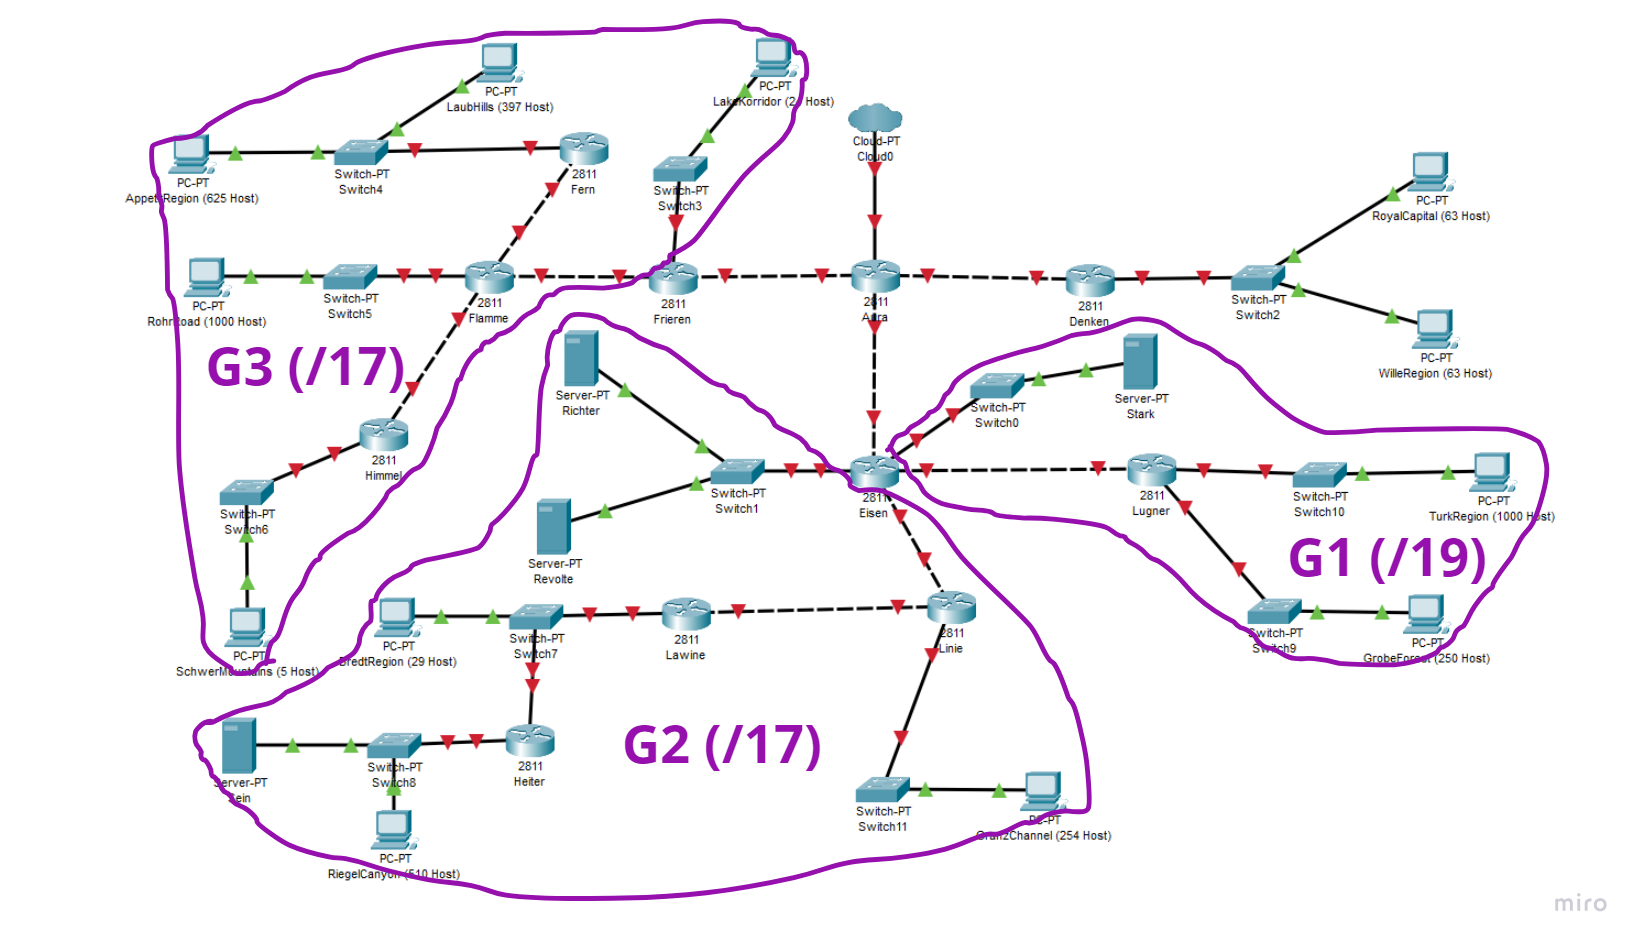 PC-PT
LaubHills (397 Host)
PC-PT
LakeKorridor (2 Host)
Cloud-PT
Cloud0
PC-PT
Appet Region (625 Host)
Switch-PT
Switch4
2811
Fern
Switch-PT
Switch3
PC-PT
RoyalCapital (63 Host)
PC-PT
RohrRoad (1000 Host)
Switch-PT
Switch5
2811
Flamme
2811
Frieren
2811
Aura
2811
Denken
Switch-PT
Switch2
PC-PT
WilleRegion (63 Host)
G3 (/17)
Server-PT
Richter
Server-PT
Stark
Switch-PT
Switch0
2811
Himmel
Switch-PT
Switch6
Switch-PT
Switch1
2811
Eisen
2811
Lugner
Switch-PT
Switch10
PC-PT
TurkRegion (1000 Host)
G1 (/19)
Server-PT
Revolte
PC-PT
SchwerMountains (5 Host)
PC-PT
BredtRegion (29 Host)
Switch-PT
Switch7
2811
Lawine
2811
Linie
Switch-PT
Switch9
PC-PT
GrobeForest (250 Host)
G2 (/17)
Server-PT
Sein
Switch-PT
Switch8
2811
Heiter
PC-PT
RiegelCanyon (510 Host)
Switch-PT
Switch11
PC-PT
GranzChannel (254 Host)
miro